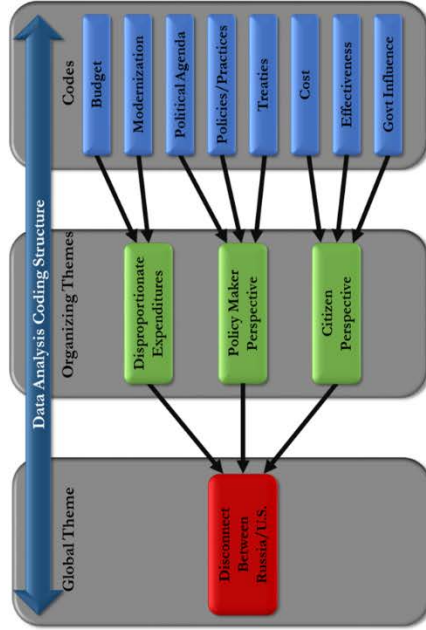 Data Analysis Coding Structure
Global Theme
Organizing Themes
Codes
Disconnect
Between
Russia/U.S.
Disproportionate
Expenditures
Policy Maker
Perspective
Citizen
Perspective
Budget
Modernization
Political Agenda
Policies/Practices
Treaties
Cost
Effectiveness
Govt Influence